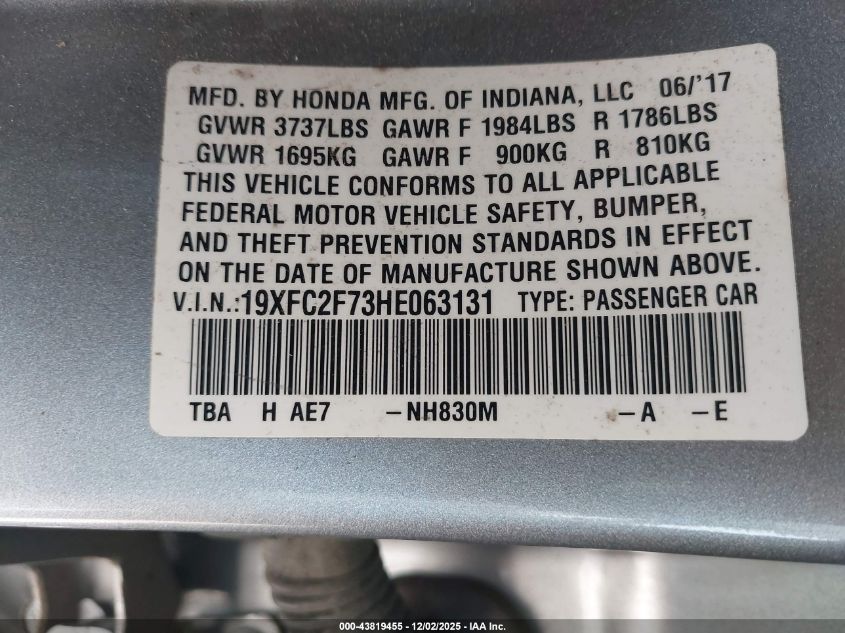 MFD. BY HONDA MFG. OF INDIANA, LLC 06/'17
GVWR 3737LBS GAWR F 1984LBS R 1786LBS
GVWR 1695KG GAWR F 900KG R 810KG
THIS VEHICLE CONFORMS TO ALL APPLICABLE
FEDERAL MOTOR VEHICLE SAFETY, BUMPER,
AND THEFT PREVENTION STANDARDS IN EFFECT
ON THE DATE OF MANUFACTURE SHOWN ABOVE.
V.I.N.:19XFC2F73HE063131 TYPE: PASSENGER CAR
TBA H AE7 -NH830M -A -E
000-43819455 - 12/02/2025 - IAA Inc.